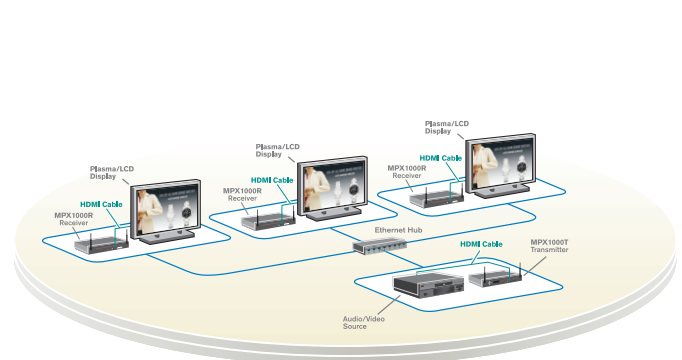 Plasma/LCD
Display
HDMI Cable
MPX1000R
Receiver
Plasma/LCD
Display
HDMI Cable
MPX1000R
Receiver
Plasma/LCD
Display
HDMI Cable
MPX1000R
Receiver
Ethernet Hub
HDMI Cable
MPX1000T
Transmitter
Audio/Video
Source